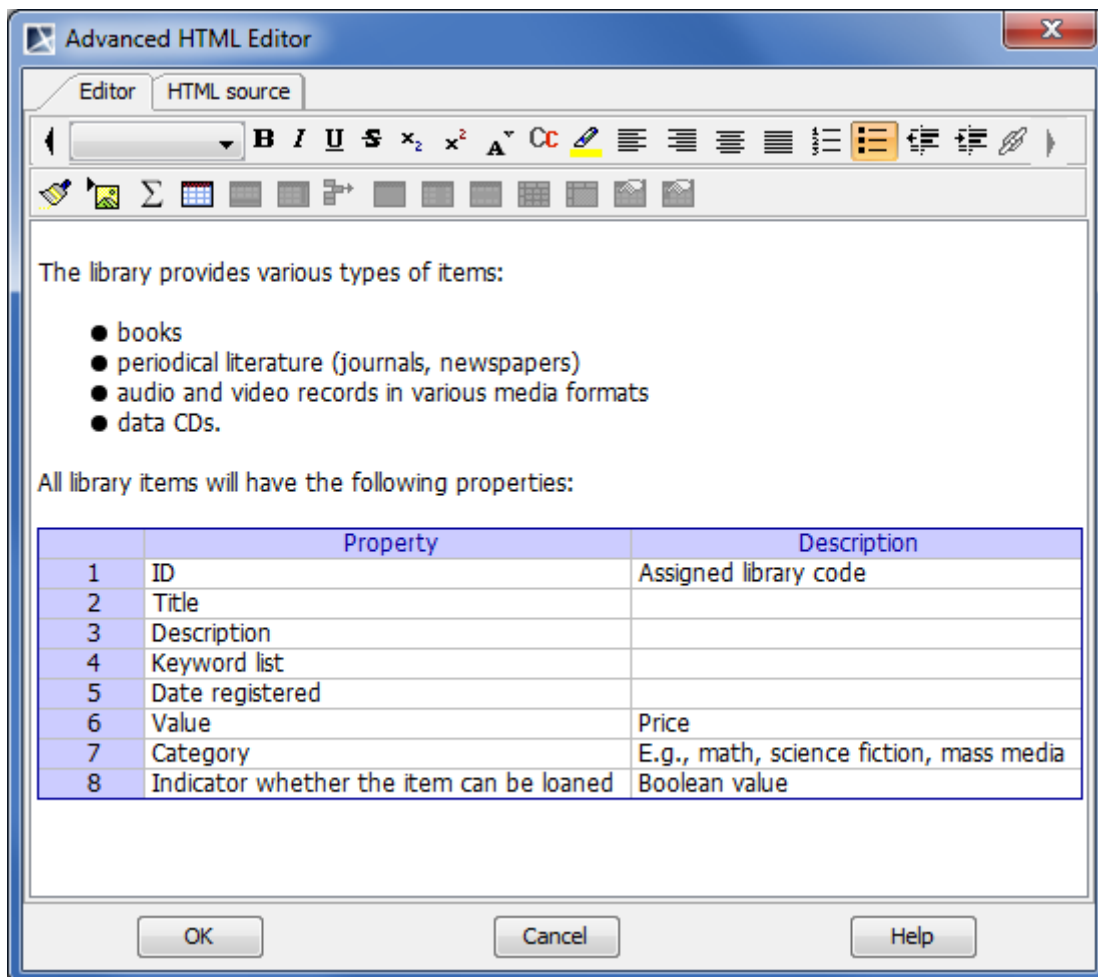 Advanced HTML Editor
Editor HTML source
B I U S x₂ x² A Cc
Σ
The library provides various types of items:
● books
● periodical literature (journals, newspapers)
● audio and video records in various media formats
● data CDs.
All library items will have the following properties:
Property Description
1 ID Assigned library code
2 Title
3 Description
4 Keyword list
5 Date registered
6 Value Price
7 Category E.g., math, science fiction, mass media
8 Indicator whether the item can be loaned Boolean value
OK Cancel Help